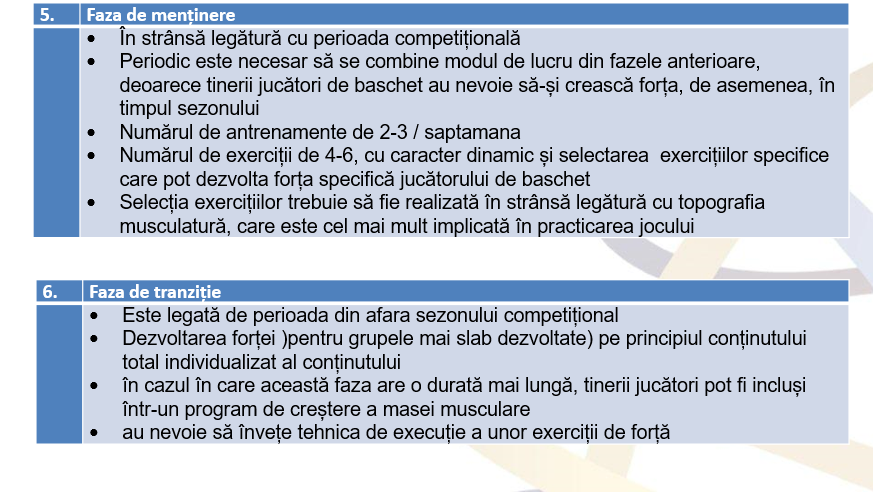 5. Faza de menținere
• În strânsă legătură cu perioada competițională
• Periodic este necesar să se combine modul de lucru din fazele anterioare,
deoarece tinerii jucători de baschet au nevoie să-și crească forța, de asemenea, în
timpul sezonului
• Numărul de antrenamente de 2-3 / saptamana
• Numărul de exerciții de 4-6, cu caracter dinamic și selectarea  exercițiilor specifice
care pot dezvolta forța specifică jucătorului de baschet
• Selecția exercițiilor trebuie să fie realizată în strânsă legătură cu topografia
musculatură, care este cel mai mult implicată în practicarea jocului
6. Faza de tranziție
• Este legată de perioada din afara sezonului competițional
• Dezvoltarea forței )pentru grupele mai slab dezvoltate) pe principiul conținutului
total individualizat al conținutului
• în cazul în care această faza are o durată mai lungă, tinerii jucători pot fi incluși
într-un program de creștere a masei musculare
• au nevoie să învețe tehnica de execuție a unor exerciții de forță